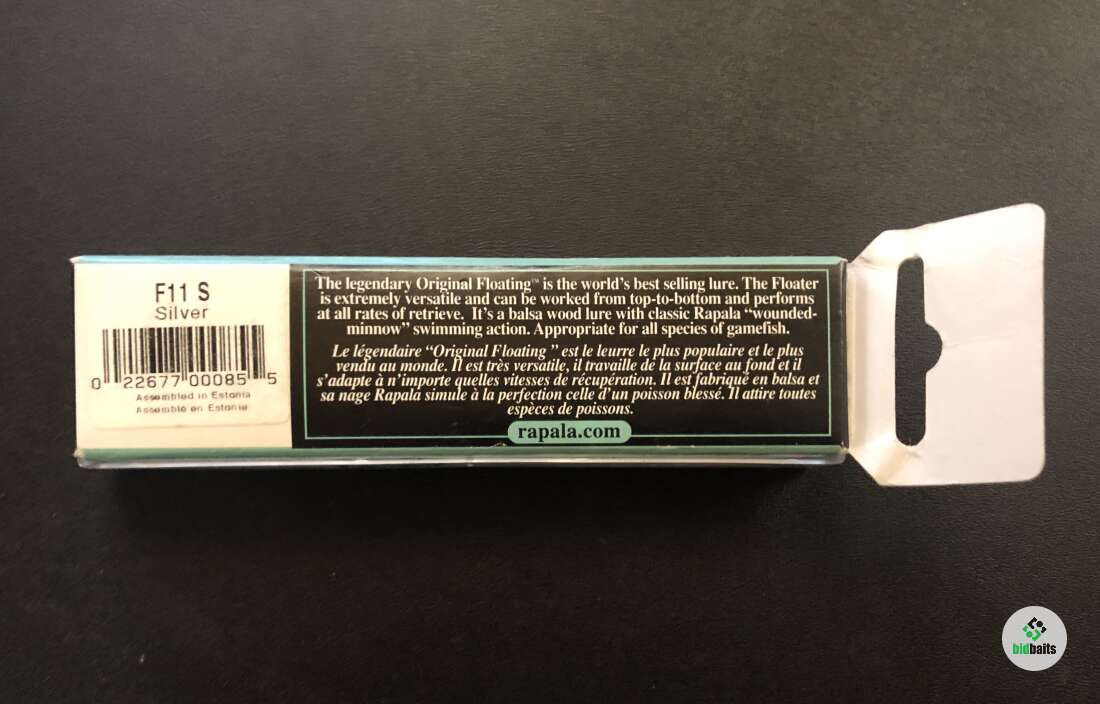 F11 S
Silver
0 22677 00085 5
Assembled in Estonia
Assemblé en Estonie
The legendary Original Floating™ is the world's best selling lure. The Floater
is extremely versatile and can be worked from top-to-bottom and performs
at all rates of retrieve. It's a balsa wood lure with classic Rapala “wounded-
minnow” swimming action. Appropriate for all species of gamefish.
Le légendaire “Original Floating ” est le leurre le plus populaire et le plus
vendu au monde. Il est très versatile, il travaille de la surface au fond et il
s'adapte à n'importe quelles vitesses de récupération. Il est fabriqué en balsa et
sa nage Rapala simule à la perfection celle d'un poisson blessé. Il attire toutes
espèces de poissons.
rapala.com
bidbaits